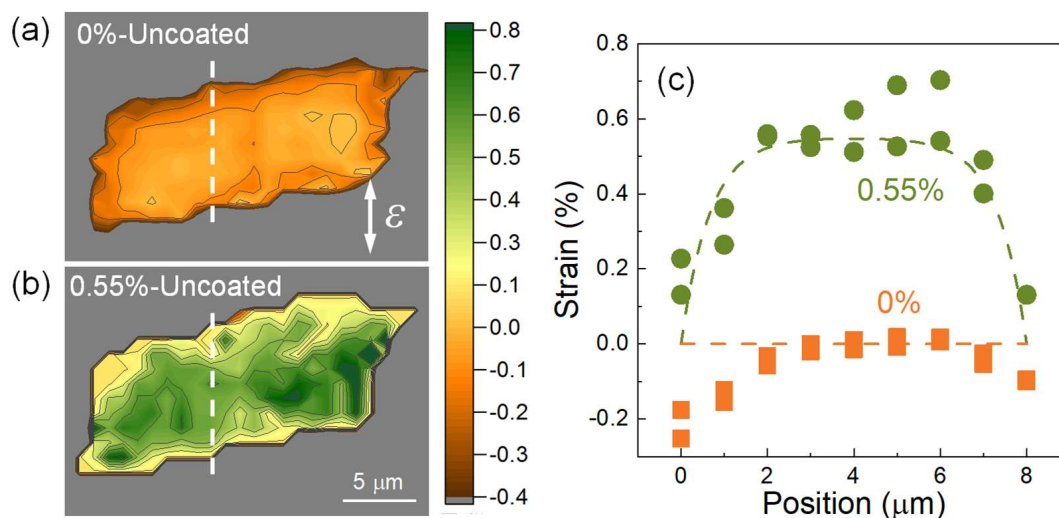 (a)
0%-Uncoated
ε
(b)
0.55%-Uncoated
5 μm
0.8
0.7
0.6
0.5
0.4
0.3
0.2
0.1
0.0
-0.1
-0.2
-0.3
-0.4
(c)
Strain (%)
0.8
0.6
0.4
0.2
0.0
-0.2
0.55%
0%
0 2 4 6 8
Position (μm)